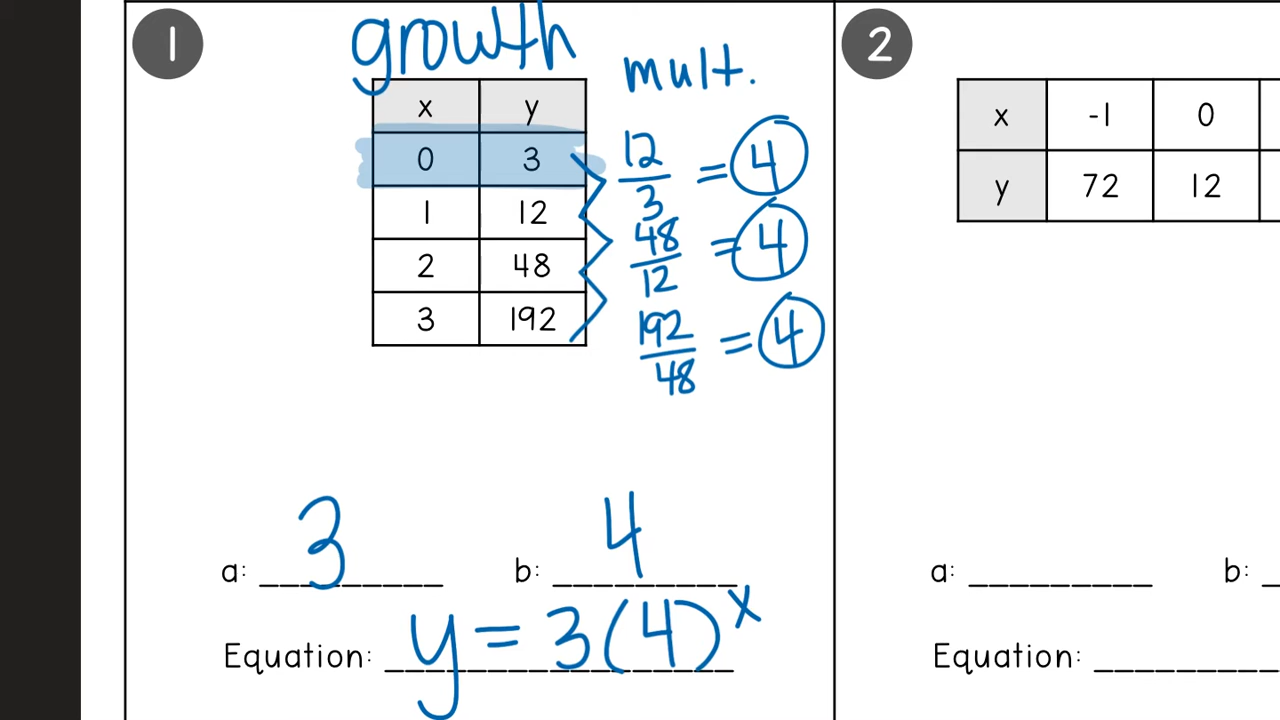 1
growth
mult.
x y
0 3
1 12
2 48
3 192
12/3 = 4
48/12 = 4
192/48 = 4
a: 3 b: 4
Equation: y = 3(4)^x
2
x -1 0
y 72 12
a: b:
Equation: